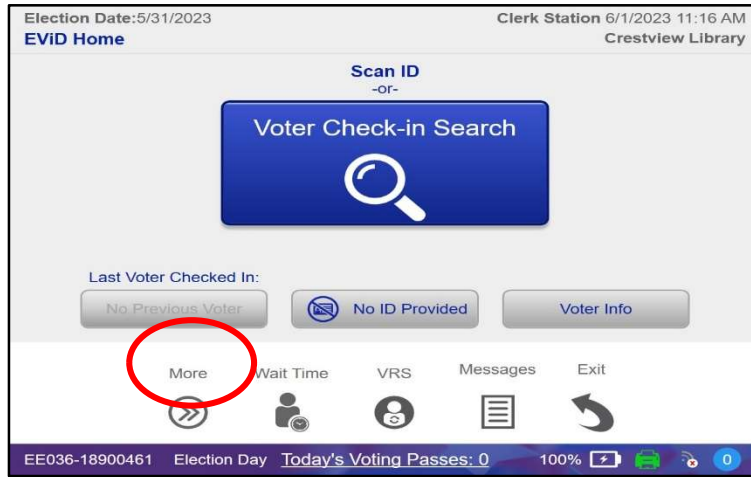 Election Date:5/31/2023 Clerk Station 6/1/2023 11:16 AM
EViD Home Crestview Library
Scan ID
-or-
Voter Check-in Search
Last Voter Checked In:
No Previous Voter No ID Provided Voter Info
More Wait Time VRS Messages Exit
EE036-18900461 Election Day Today's Voting Passes: 0 100% 0